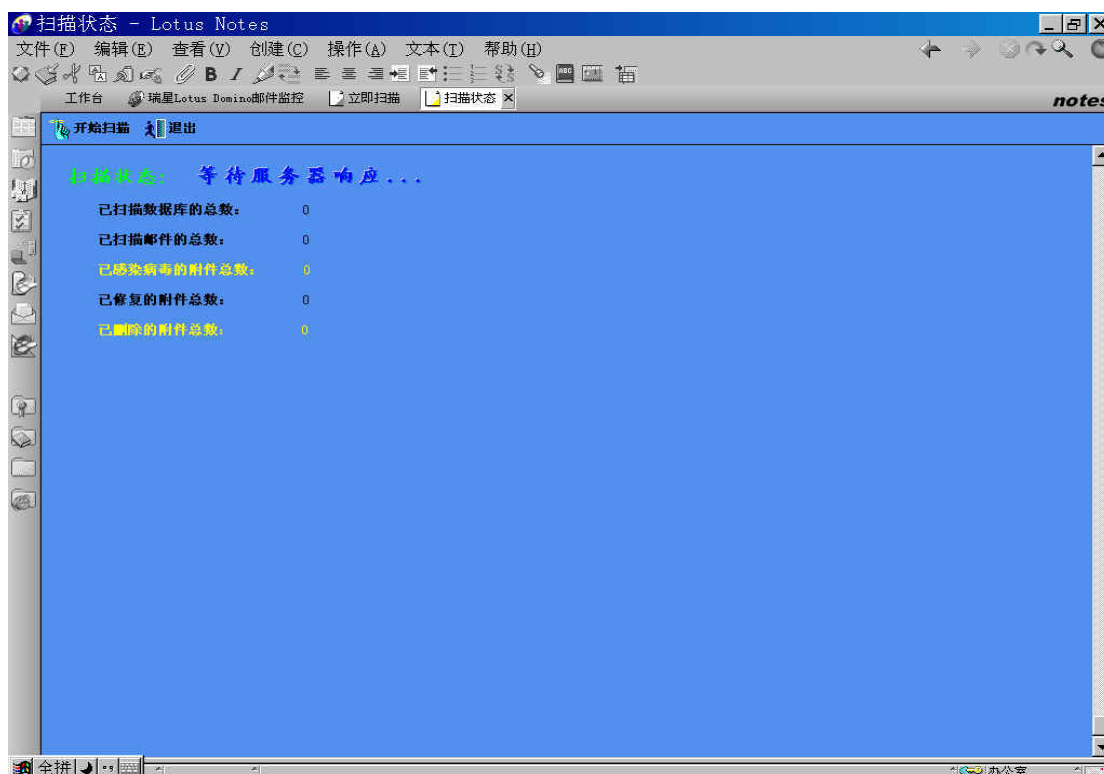 扫描状态 - Lotus Notes
文件(F) 编辑(E) 查看(V) 创建(C) 操作(A) 文本(T) 帮助(H)
工作台 瑞星Lotus Domino邮件监控 立即扫描 扫描状态
notes
开始扫描 退出
扫描状态: 等待服务器响应...
已扫描数据库的总数: 0
已扫描邮件的总数: 0
已感染病毒的附件总数: 0
已修复的附件总数: 0
已删除的附件总数: 0
全拼 办公室